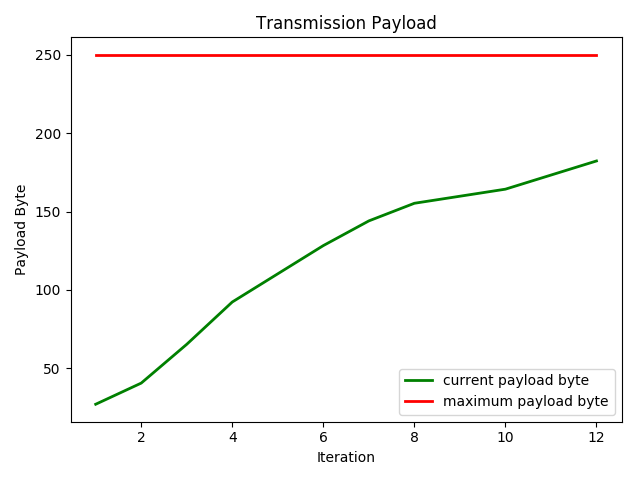 Transmission Payload
250
200
150
100
50
Payload Byte
2
4
6
8
10
12
Iteration
current payload byte
maximum payload byte